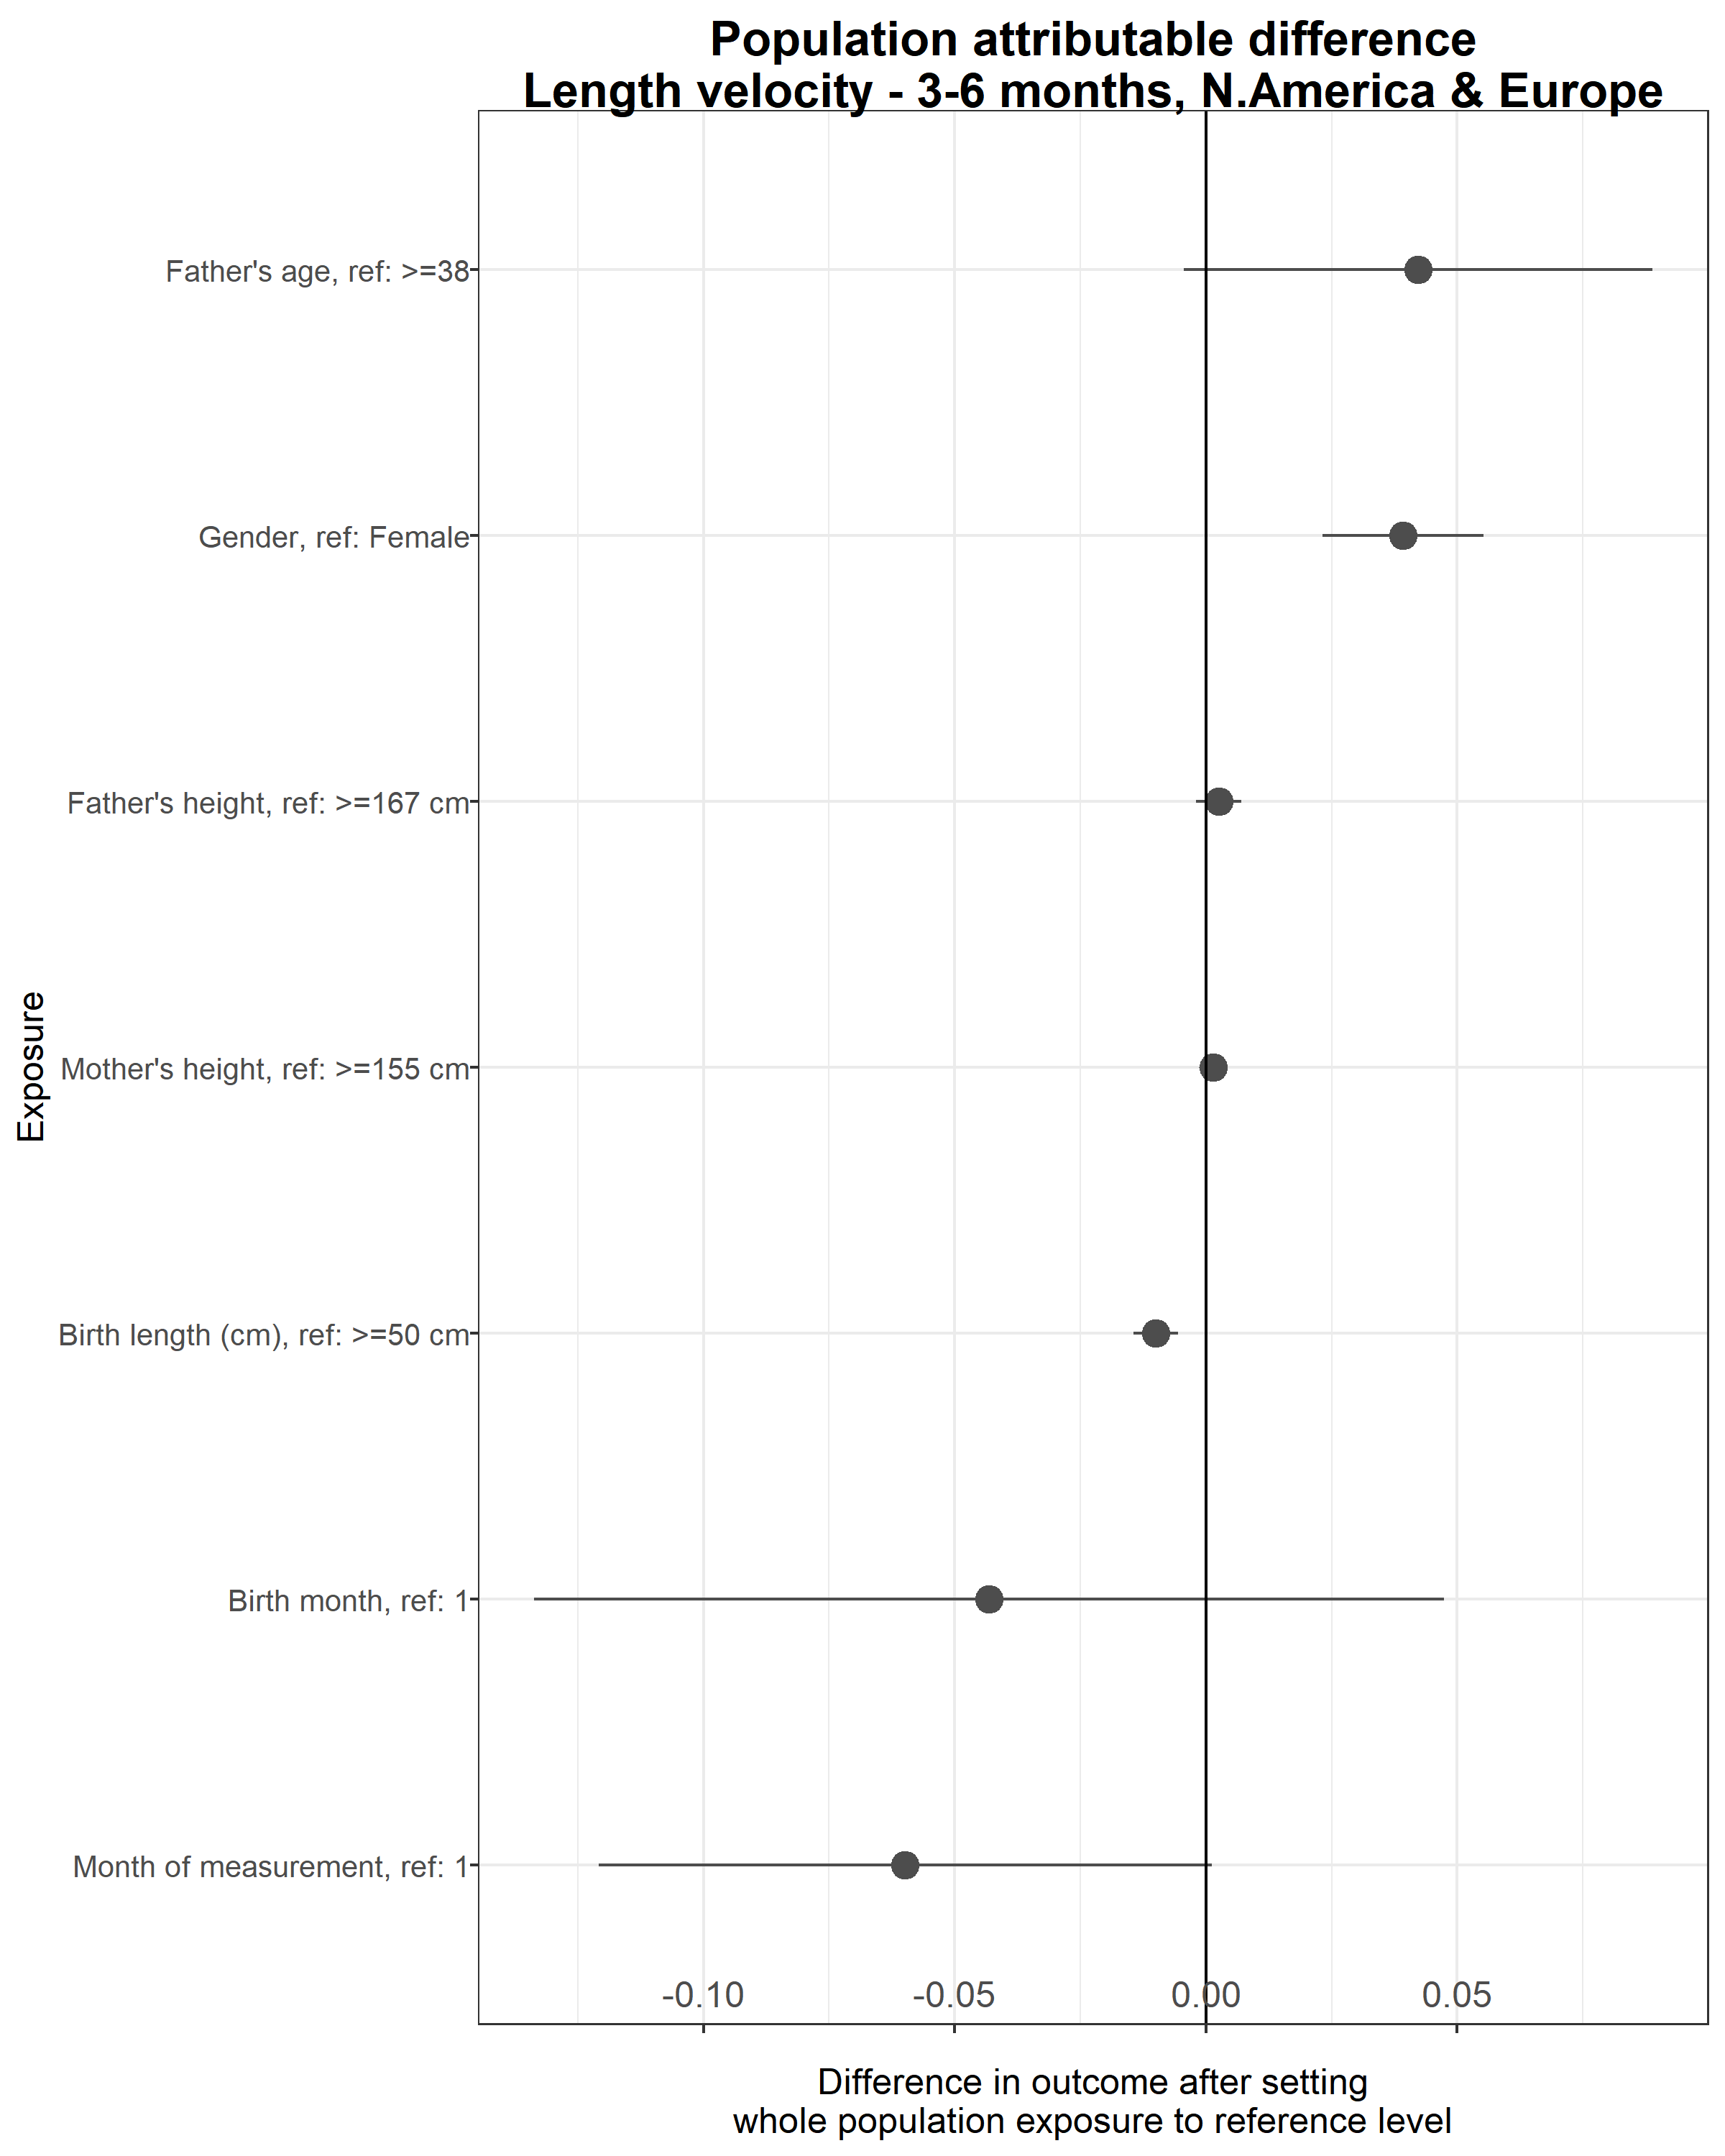 Population attributable difference
Length velocity - 3-6 months, N.America & Europe
Exposure
Father's age, ref: >=38
Gender, ref: Female
Father's height, ref: >=167 cm
Mother's height, ref: >=155 cm
Birth length (cm), ref: >=50 cm
Birth month, ref: 1
Month of measurement, ref: 1
-0.10 -0.05 0.00 0.05
Difference in outcome after setting
whole population exposure to reference level